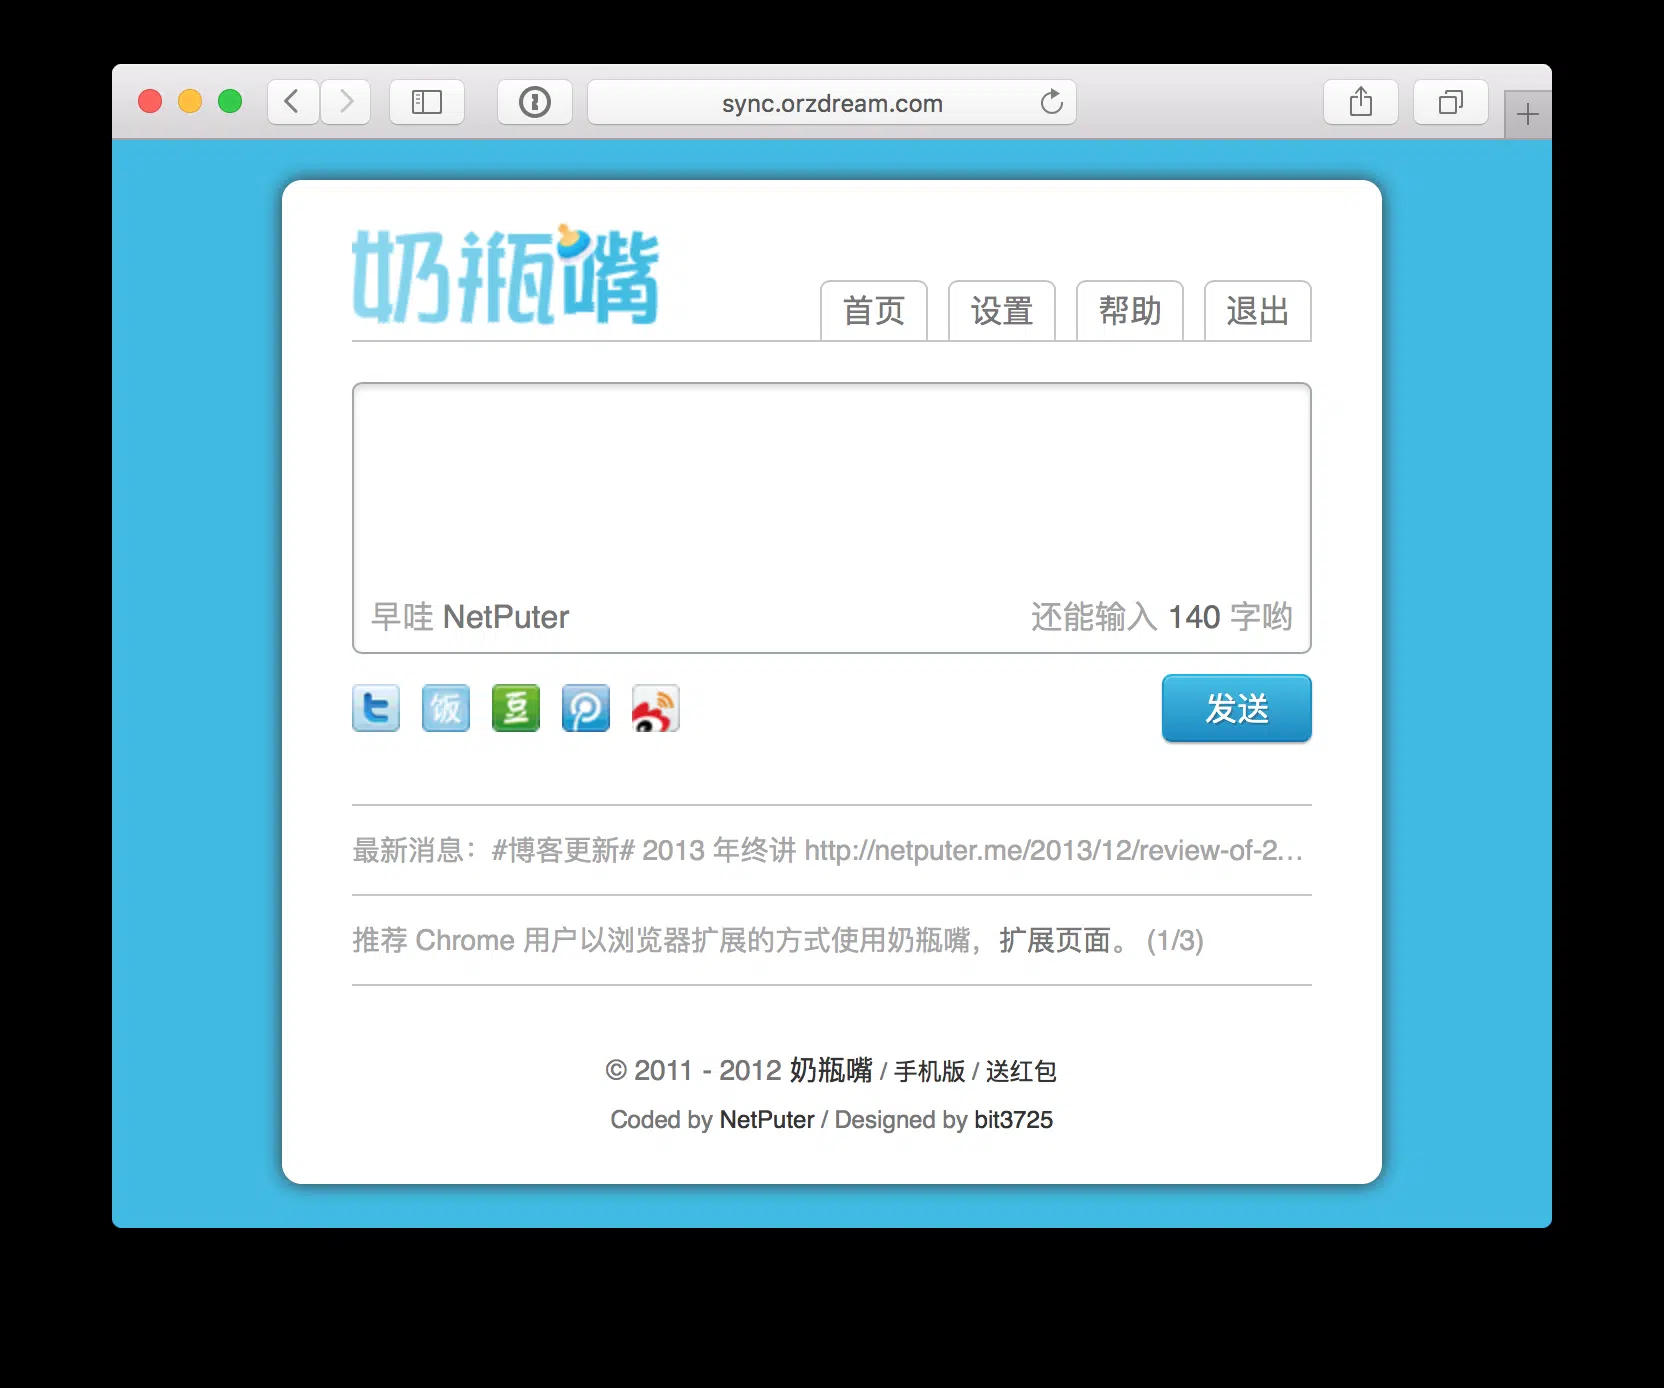 sync.orzdream.com
奶瓶嘴
首页 设置 帮助 退出
早哇 NetPuter 还能输入 140 字哟
t 饭 豆
发送
最新消息：#博客更新# 2013 年终讲 http://netputer.me/2013/12/review-of-2…
推荐 Chrome 用户以浏览器扩展的方式使用奶瓶嘴，扩展页面。 (1/3)
© 2011 - 2012 奶瓶嘴 / 手机版 / 送红包
Coded by NetPuter / Designed by bit3725